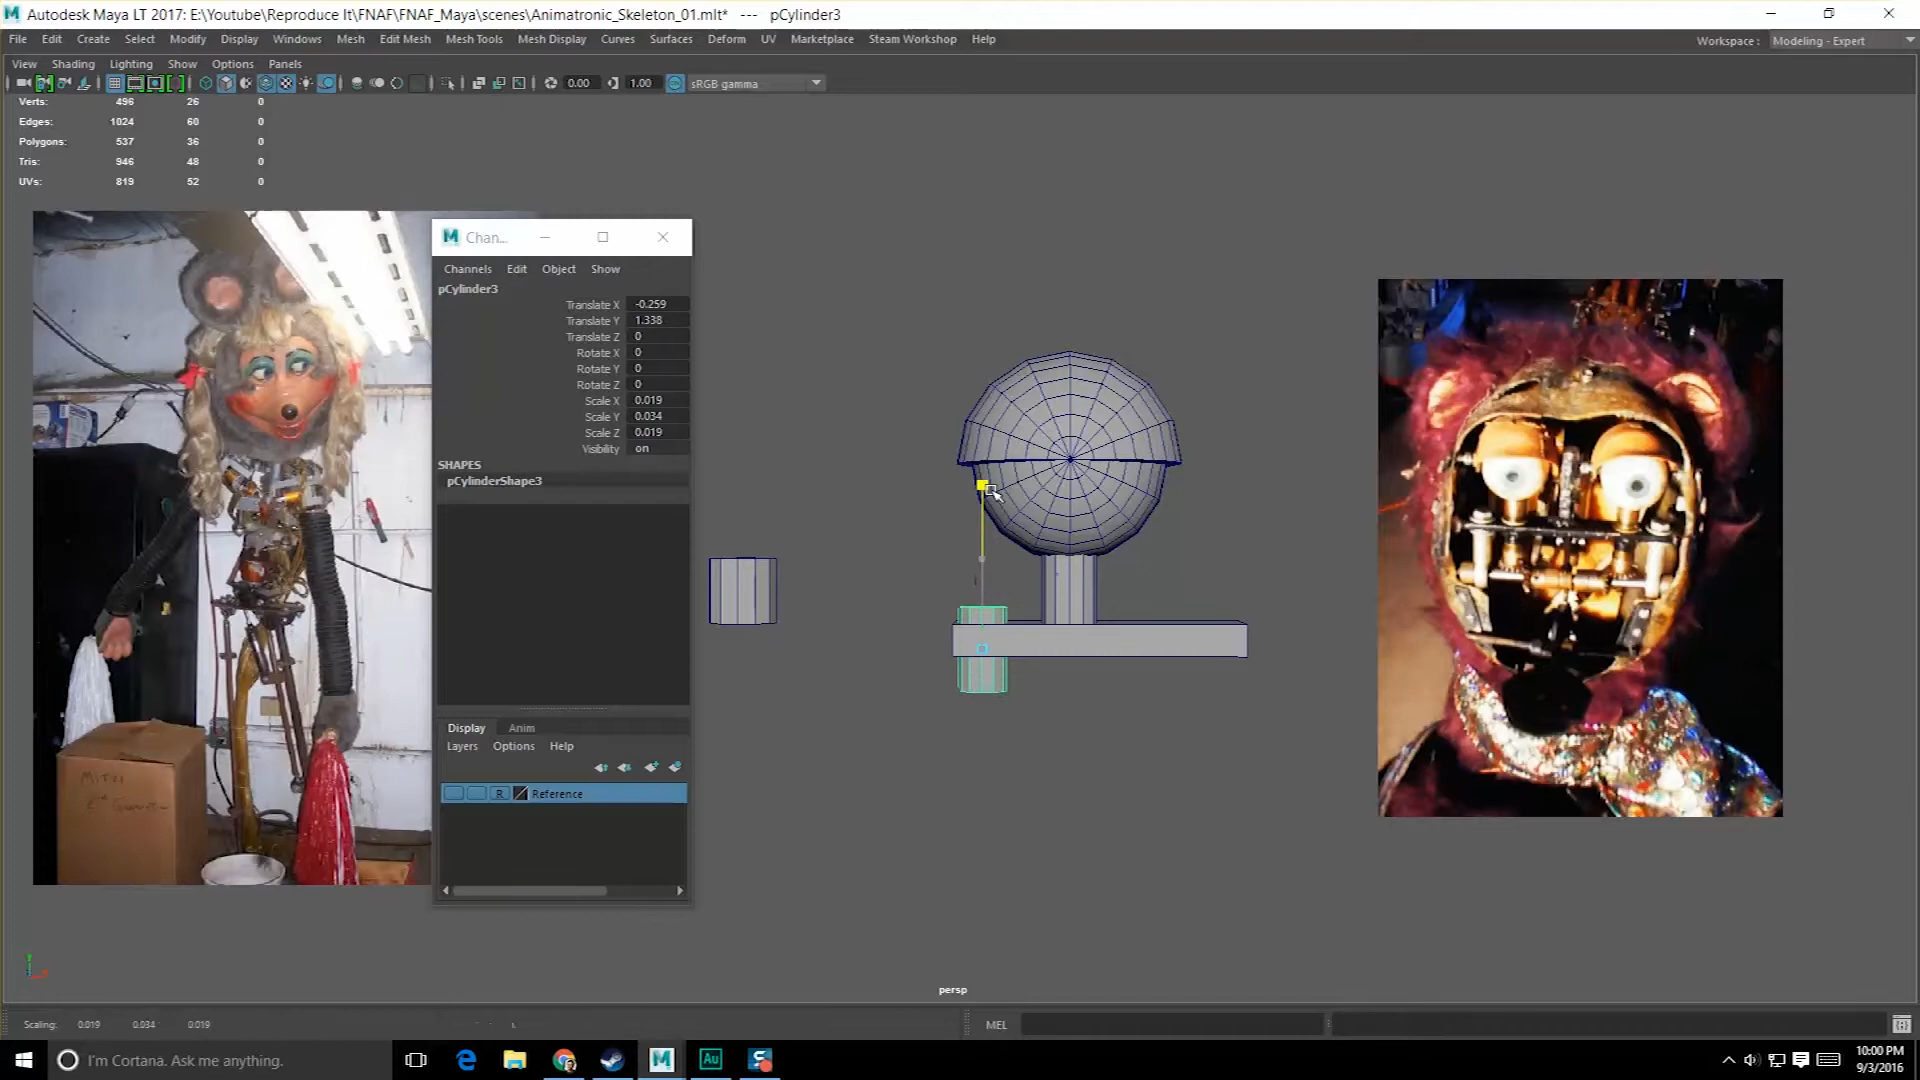 Autodesk Maya LT 2017: E:\Youtube\Reproduce It\FNAF\FNAF_Maya\scenes\Animatronic_Skeleton_01.mlt* --- pCylinder3
File Edit Create Select Modify Display Windows Mesh Edit Mesh Mesh Tools Mesh Display Curves Surfaces Deform UV Marketplace Steam Workshop Help
Workspace : Modeling - Expert
View Shading Lighting Show Options Panels
0.00 1.00 sRGB gamma
Verts: 496 26 0
Edges: 1024 60 0
Polygons: 537 36 0
Tris: 946 48 0
UVs: 819 52 0
Chan...
Channels Edit Object Show
pCylinder3
Translate X -0.259
Translate Y 1.338
Translate Z 0
Rotate X 0
Rotate Y 0
Rotate Z 0
Scale X 0.019
Scale Y 0.034
Scale Z 0.019
Visibility on
SHAPES
pCylinderShape3
Display Anim
Layers Options Help
R Reference
persp
Scaling: 0.019 0.034 0.019
MEL
I'm Cortana. Ask me anything.
Au
10:00 PM
9/3/2016